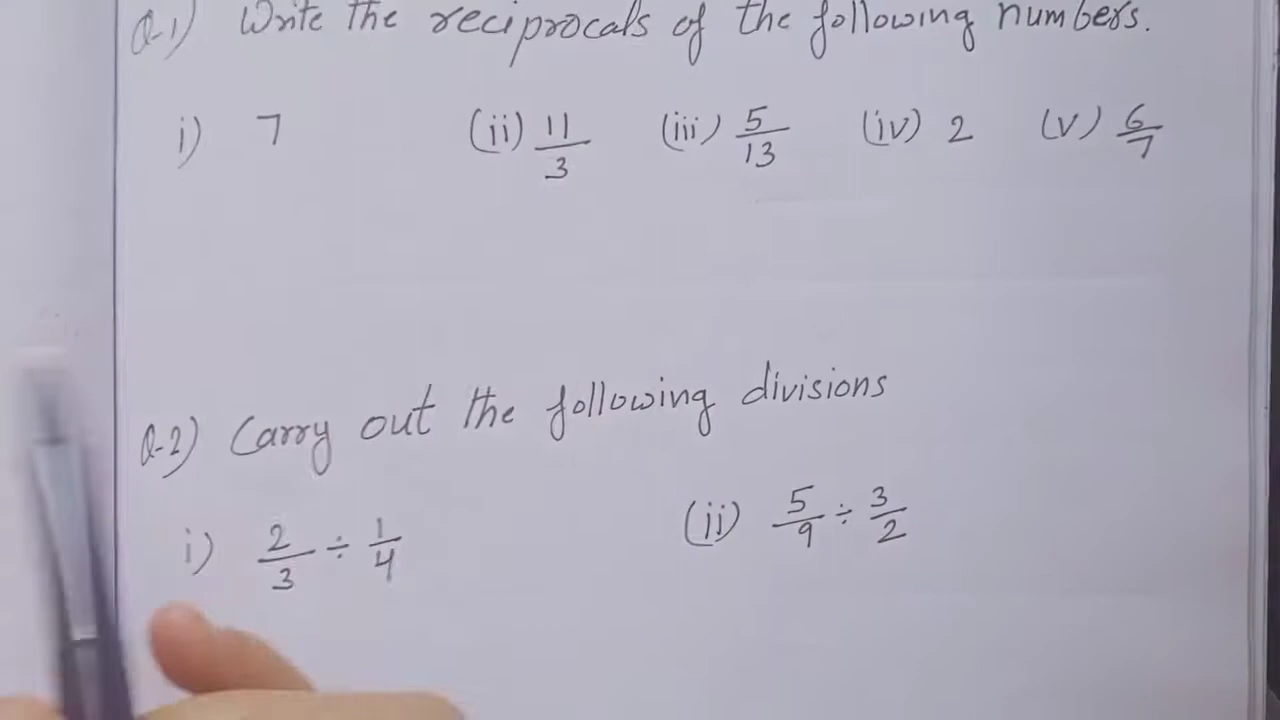 Q.1) Write the reciprocals of the following numbers.
i) 7 (ii) 11/3 (iii) 5/13 (iv) 2 (v) 6/7
Q.2) Carry out the following divisions
i) 2/3 ÷ 1/4 (ii) 5/9 ÷ 3/2